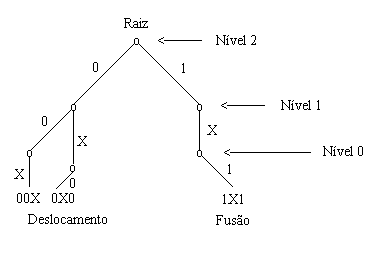 Raiz
Nível 2
0 1
Nível 1
0 X X
Nível 0
X 0 1
00X 0X0 1X1
Deslocamento Fusão